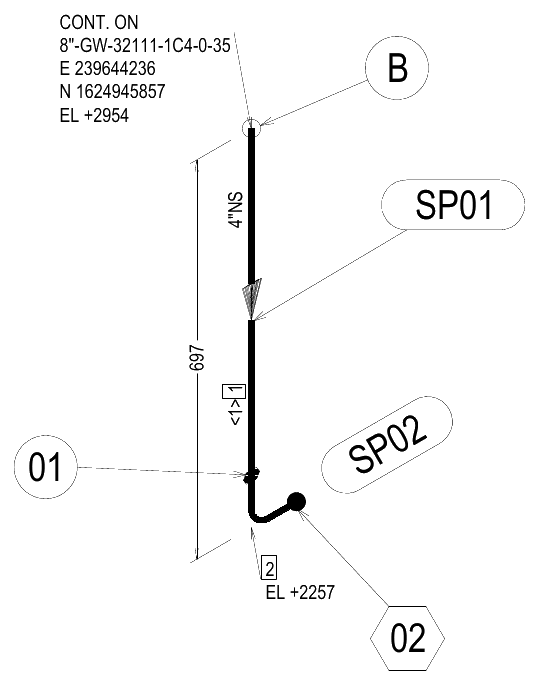 CONT. ON
8"-GW-32111-1C4-0-35
E 239644236
N 1624945857
EL +2954
B
SP01
4"NS
697
<1> 1
SP02
01
2
EL +2257
02